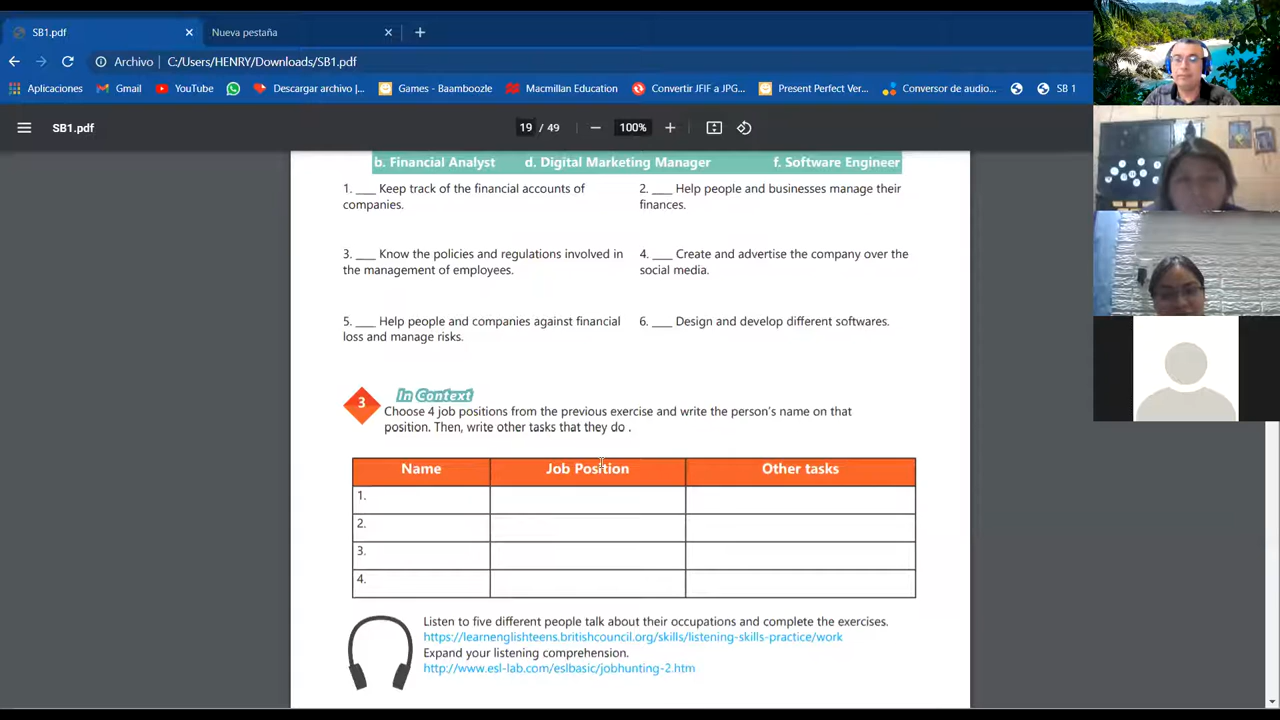 SB1.pdf
Nueva pestaña
Archivo C:/Users/HENRY/Downloads/SB1.pdf
Aplicaciones Gmail YouTube Descargar archivo |... Games - Baamboozle Macmillan Education Convertir JFIF a JPG... Present Perfect Ver... Conversor de audio... SB 1
SB1.pdf 19 / 49 100%
b. Financial Analyst d. Digital Marketing Manager f. Software Engineer
1. ___ Keep track of the financial accounts of
companies.
2. ___ Help people and businesses manage their
finances.
3. ___ Know the policies and regulations involved in
the management of employees.
4. ___ Create and advertise the company over the
social media.
5. ___ Help people and companies against financial
loss and manage risks.
6. ___ Design and develop different softwares.
3
In Context
Choose 4 job positions from the previous exercise and write the person's name on that
position. Then, write other tasks that they do .
Name Job Position Other tasks
1.
2.
3.
4.
Listen to five different people talk about their occupations and complete the exercises.
https://learnenglishteens.britishcouncil.org/skills/listening-skills-practice/work
Expand your listening comprehension.
http://www.esl-lab.com/eslbasic/jobhunting-2.htm